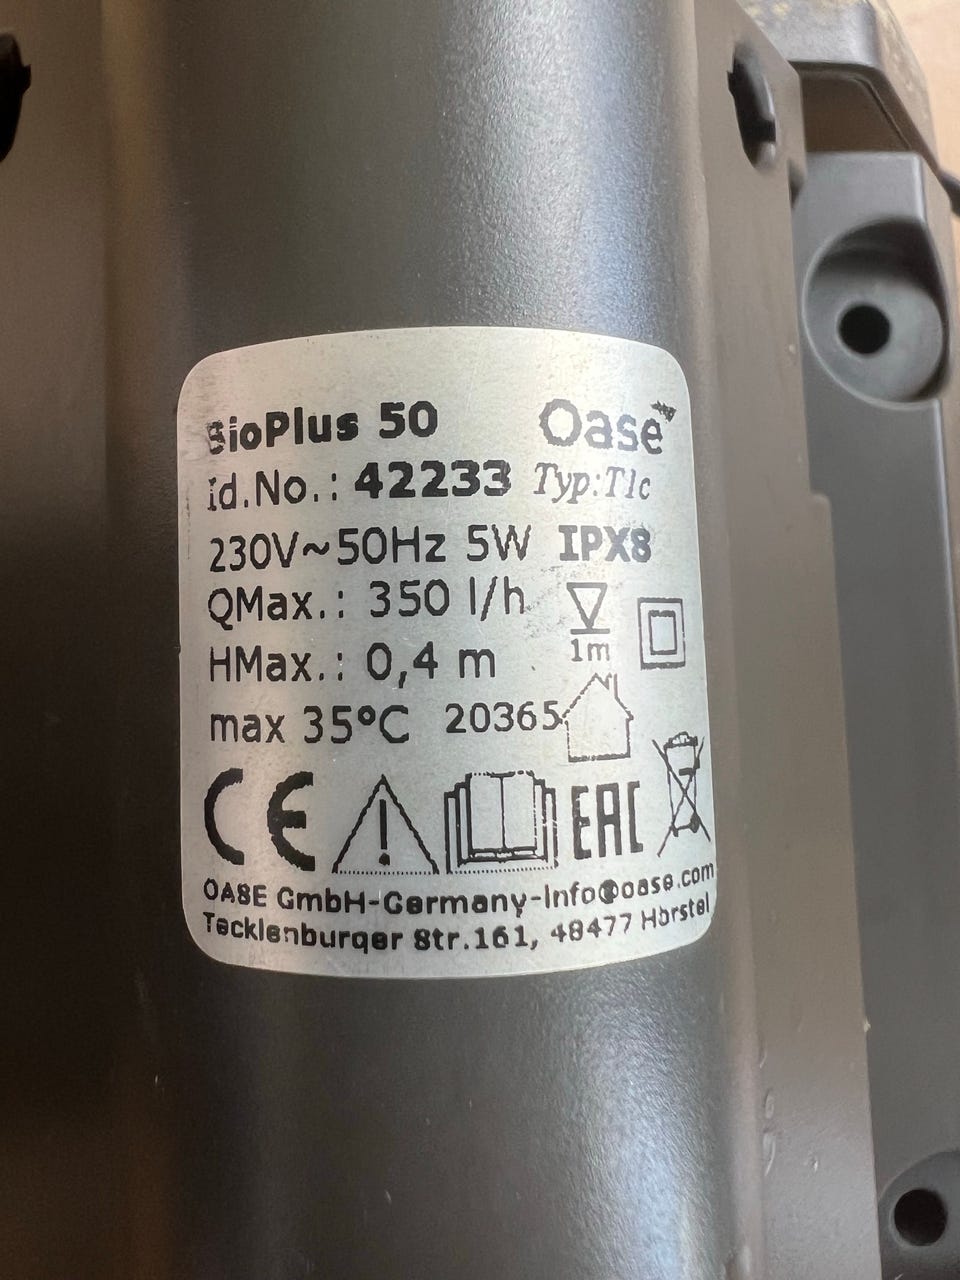 BioPlus 50 Oase
id.No.: 42233 Typ:T1c
230V~50Hz 5W IPX8
QMax.: 350 l/h
1m
HMax.: 0,4 m
max 35°C 20365
CE EAC
OASE GmbH-Germany-Info@oase.com
Tecklenburger Str.161, 48477 Hörstel